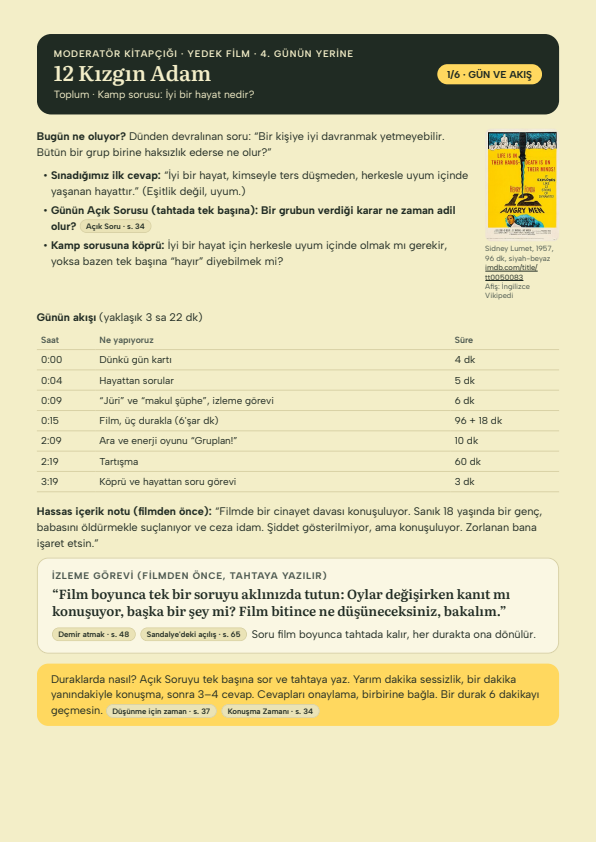 MODERATÖR KİTAPÇIĞI · YEDEK FİLM · 4. GÜNÜN YERİNE
12 Kızgın Adam
Toplum · Kamp sorusu: İyi bir hayat nedir?
1/6 · GÜN VE AKIŞ
Bugün ne oluyor? Dünden devralınan soru: “Bir kişiye iyi davranmak yetmeyebilir.
Bütün bir grup birine haksızlık ederse ne olur?”
• Sınadığımız ilk cevap: “İyi bir hayat, kimseyle ters düşmeden, herkesle uyum içinde
yaşanan hayattır.” (Eşitlik değil, uyum.)
• Günün Açık Sorusu (tahtada tek başına): Bir grubun verdiği karar ne zaman adil
olur? Açık Soru · s. 34
• Kamp sorusuna köprü: İyi bir hayat için herkesle uyum içinde olmak mı gerekir,
yoksa bazen tek başına “hayır” diyebilmek mi?
LIFE IS IN THEIR HANDS
DEATH IS ON THEIR MINDS!
HENRY FONDA
12
ANGRY MEN
Sidney Lumet, 1957,
96 dk, siyah-beyaz
imdb.com/title/
tt0050083
Afiş: İngilizce
Vikipedi
Günün akışı (yaklaşık 3 sa 22 dk)
Saat Ne yapıyoruz Süre
0:00 Dünkü gün kartı 4 dk
0:04 Hayattan sorular 5 dk
0:09 “Jüri” ve “makul şüphe”, izleme görevi 6 dk
0:15 Film, üç durakla (6'şar dk) 96 + 18 dk
2:09 Ara ve enerji oyunu “Gruplan!” 10 dk
2:19 Tartışma 60 dk
3:19 Köprü ve hayattan soru görevi 3 dk
Hassas içerik notu (filmden önce): “Filmde bir cinayet davası konuşuluyor. Sanık 18 yaşında bir genç,
babasını öldürmekle suçlanıyor ve ceza idam. Şiddet gösterilmiyor, ama konuşuluyor. Zorlanan bana
işaret etsin.”
İZLEME GÖREVİ (FİLMDEN ÖNCE, TAHTAYA YAZILIR)
“Film boyunca tek bir soruyu aklınızda tutun: Oylar değişirken kanıt mı
konuşuyor, başka bir şey mi? Film bitince ne düşüneceksiniz, bakalım.”
Demir atmak · s. 48 Sandalye'deki açılış · s. 65 Soru film boyunca tahtada kalır, her durakta ona dönülür.
Duraklarda nasıl? Açık Soruyu tek başına sor ve tahtaya yaz. Yarım dakika sessizlik, bir dakika
yanındakiyle konuşma, sonra 3–4 cevap. Cevapları onaylama, birbirine bağla. Bir durak 6 dakikayı
geçmesin. Düşünme için zaman · s. 37 Konuşma Zamanı · s. 34